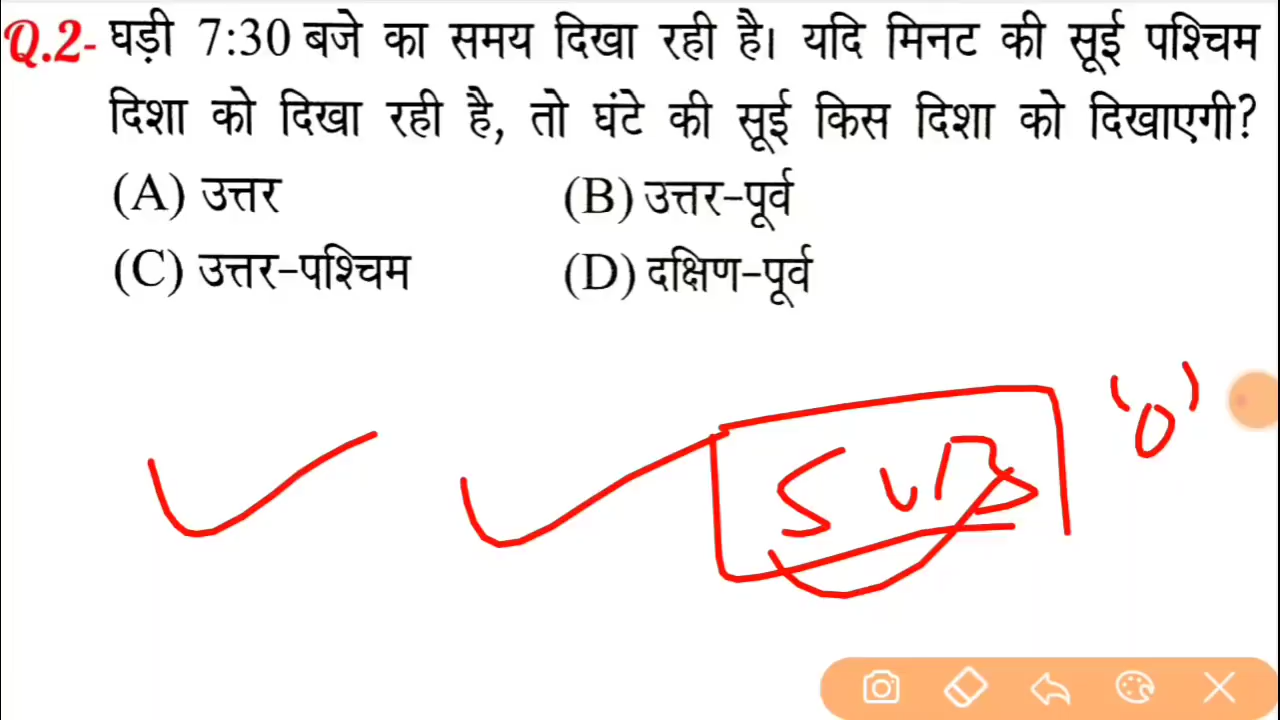 Q.2- घड़ी 7:30 बजे का समय दिखा रही है। यदि मिनट की सूई पश्चिम
दिशा को दिखा रही है, तो घंटे की सूई किस दिशा को दिखाएगी?
(A) उत्तर (B) उत्तर-पूर्व
(C) उत्तर-पश्चिम (D) दक्षिण-पूर्व
'0'